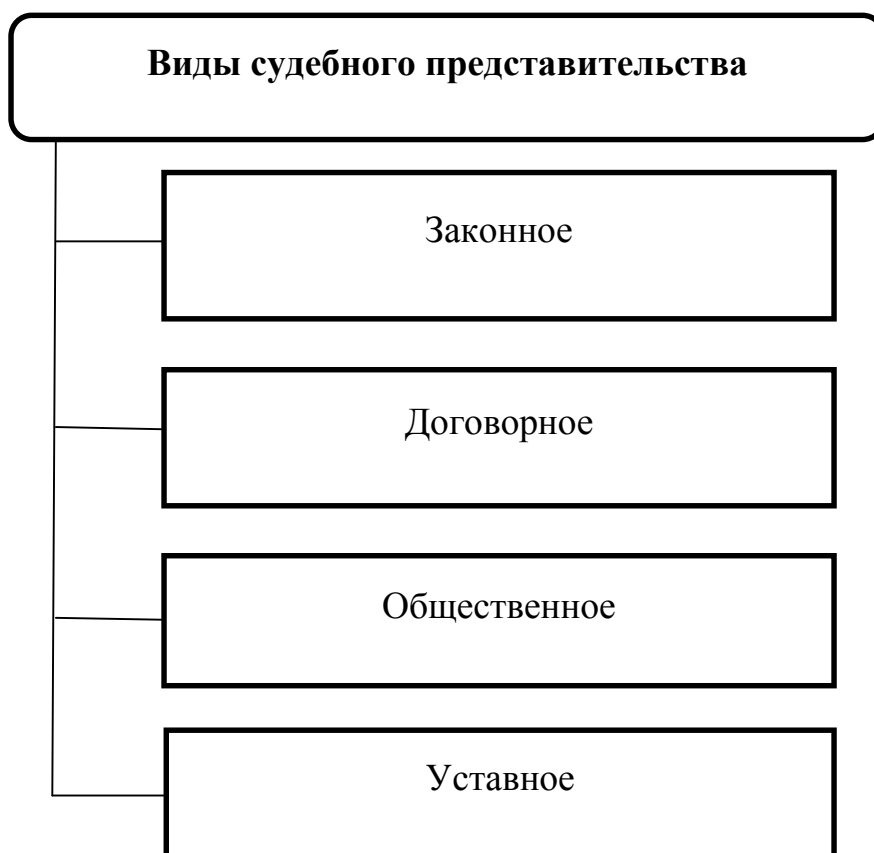 Виды судебного представительства
Законное
Договорное
Общественное
Уставное